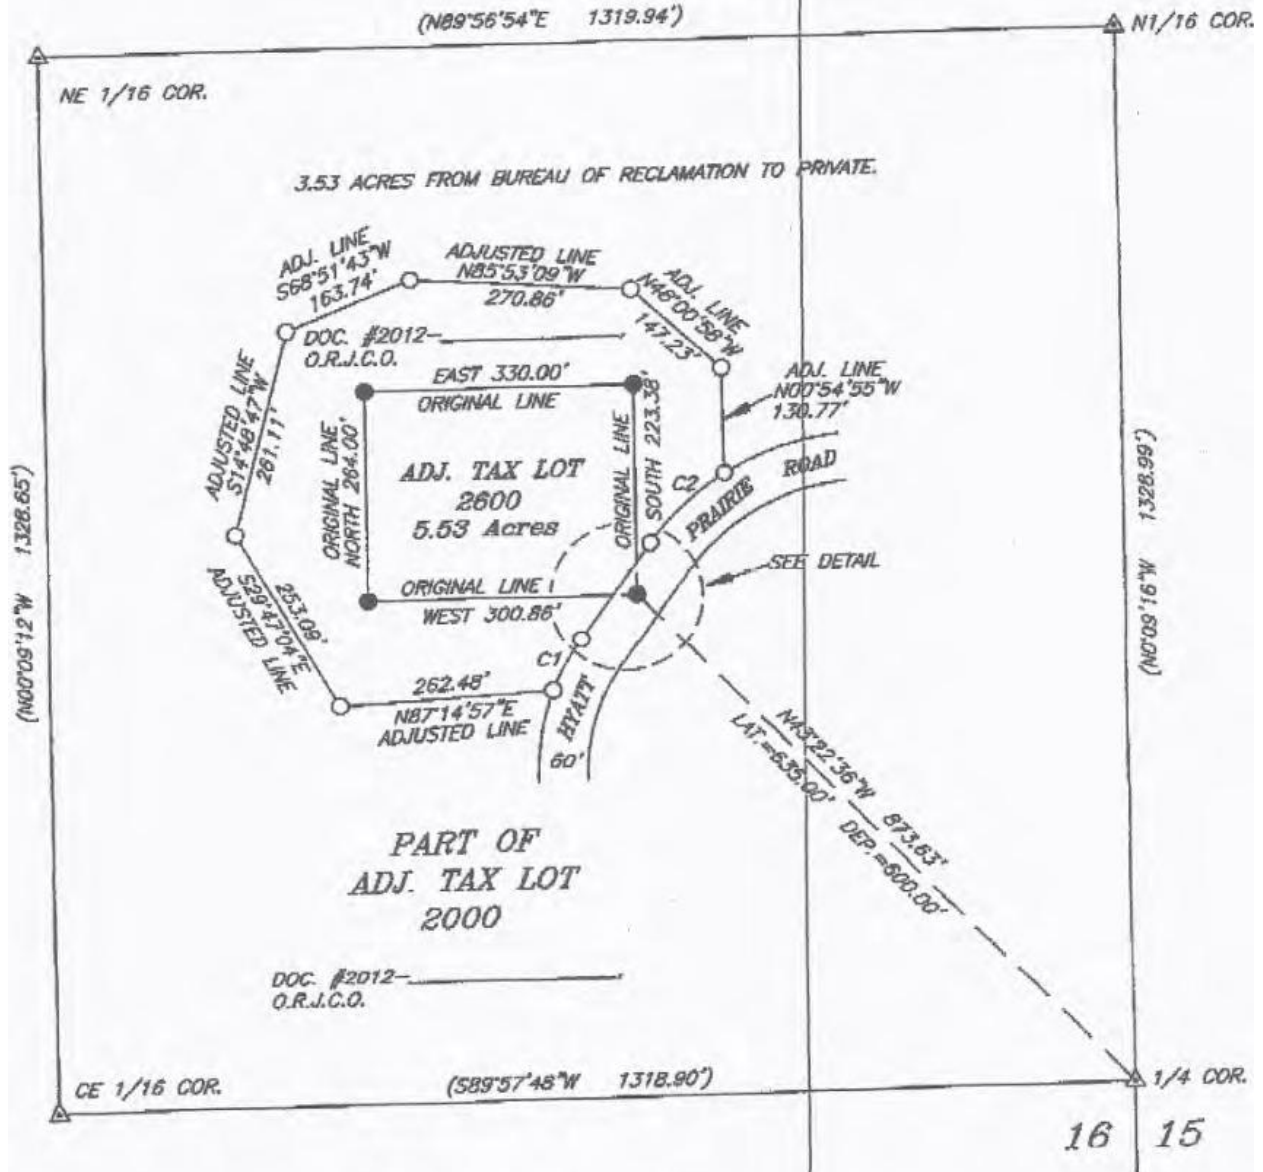 (N89°56'54"E 1319.94')
N1/16 COR.
NE 1/16 COR.
3.53 ACRES FROM BUREAU OF RECLAMATION TO PRIVATE.
ADJ. LINE
S68°51'43"W
163.74'
ADJUSTED LINE
N85°53'09"W
270.86'
ADJ. LINE
N48°00'58"W
147.23'
DOC. #2012-
O.R.J.C.O.
EAST 330.00'
ORIGINAL LINE
ADJ. LINE
N00°54'55"W
130.77'
ADJUSTED LINE
S14°48'47"W
261.11'
ORIGINAL LINE
NORTH 264.00'
ADJ. TAX LOT
2600
5.53 Acres
ORIGINAL LINE
SOUTH 223.38'
C2
HYATT PRAIRIE ROAD
60'
SEE DETAIL
(N00°09'12"W 1328.65')
(N0°09'16"W 1328.99')
ORIGINAL LINE
WEST 300.86'
253.09'
S29°47'04"E
ADJUSTED LINE
C1
262.48'
N87°14'57"E
ADJUSTED LINE
N43°22'36"W 873.63'
LAT.=635.00' DEP.=600.00'
PART OF
ADJ. TAX LOT
2000
DOC. #2012-
O.R.J.C.O.
CE 1/16 COR.
(S89°57'48"W 1318.90')
1/4 COR.
16 15